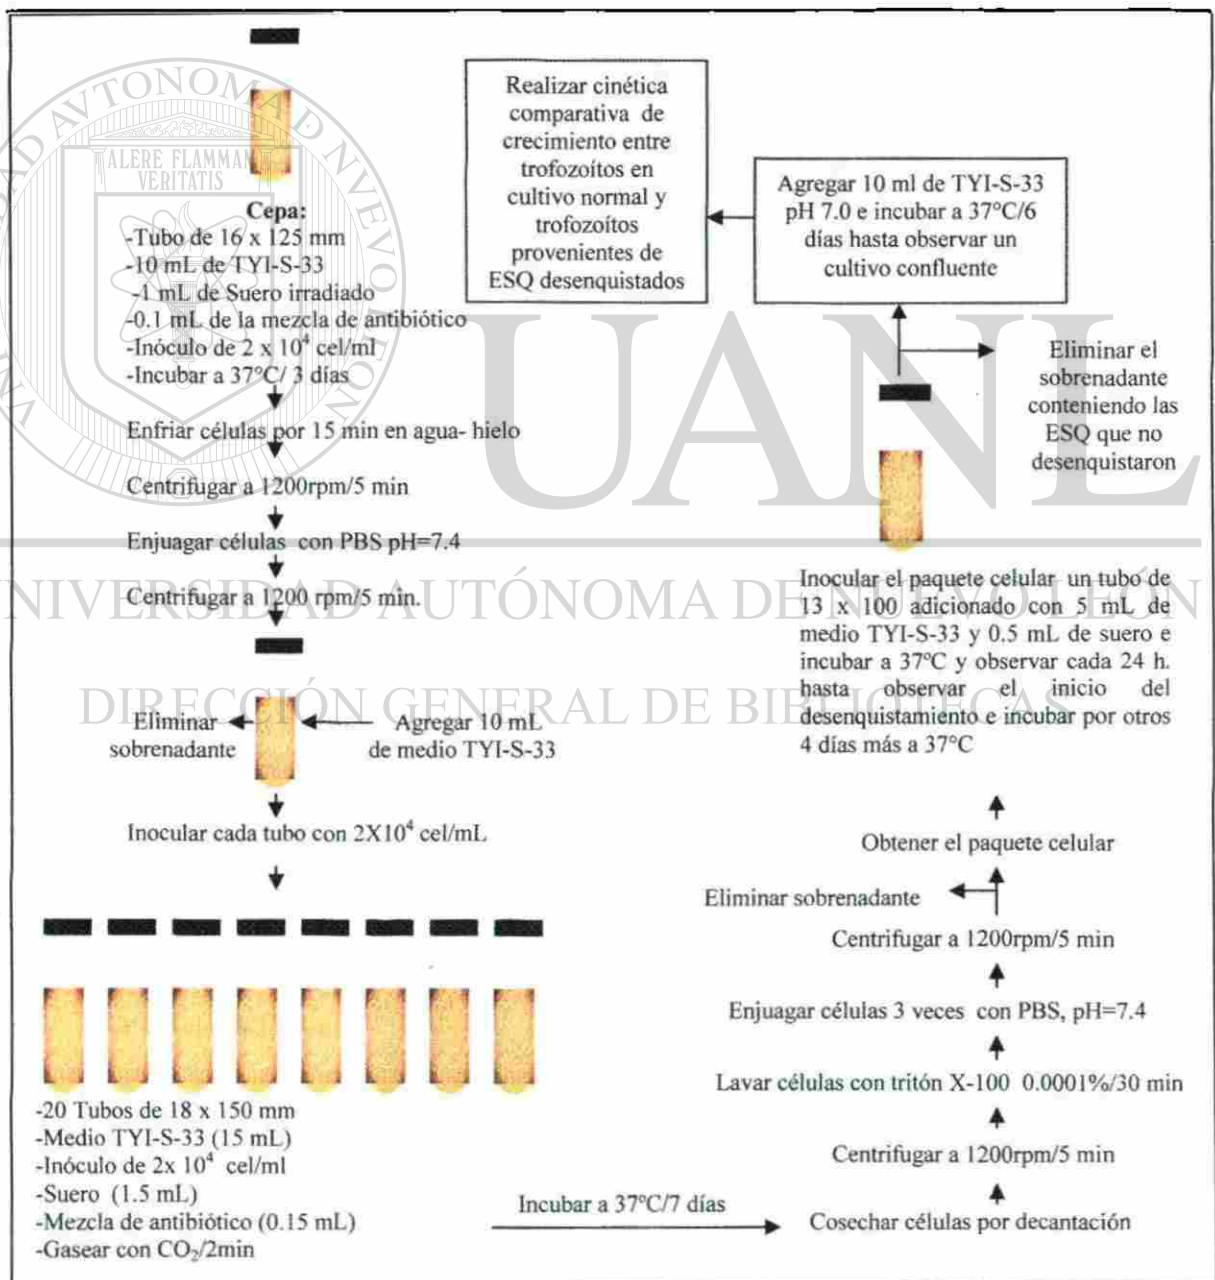 Cepa:
-Tubo de 16 x 125 mm
-10 mL de TYI-S-33
-1 mL de Suero irradiado
-0.1 mL de la mezcla de antibiótico
-Inóculo de 2 x 10⁴ cel/ml
-Incubar a 37°C/ 3 días
Enfriar células por 15 min en agua- hielo
Centrifugar a 1200rpm/5 min
Enjuagar células con PBS pH=7.4
Centrifugar a 1200 rpm/5 min.
Eliminar
sobrenadante
Agregar 10 mL
de medio TYI-S-33
Inocular cada tubo con 2X10⁴ cel/mL
-20 Tubos de 18 x 150 mm
-Medio TYI-S-33 (15 mL)
-Inóculo de 2x 10⁴ cel/ml
-Suero (1.5 mL)
-Mezcla de antibiótico (0.15 mL)
-Gasear con CO₂/2min
Incubar a 37°C/7 días
Cosechar células por decantación
Centrifugar a 1200rpm/5 min
Lavar células con tritón X-100 0.0001%/30 min
Enjuagar células 3 veces con PBS, pH=7.4
Centrifugar a 1200rpm/5 min
Eliminar sobrenadante
Obtener el paquete celular
Inocular el paquete celular un tubo de
13 x 100 adicionado con 5 mL de
medio TYI-S-33 y 0.5 mL de suero e
incubar a 37°C y observar cada 24 h.
hasta observar el inicio del
desenquistamiento e incubar por otros
4 días más a 37°C
Eliminar el
sobrenadante
conteniendo las
ESQ que no
desenquistaron
Agregar 10 ml de TYI-S-33
pH 7.0 e incubar a 37°C/6
días hasta observar un
cultivo confluente
Realizar cinética
comparativa de
crecimiento entre
trofozoítos en
cultivo normal y
trofozoítos
provenientes de
ESQ desenquistados
ALERE FLAMMAM
VERITATIS
UANL
UNIVERSIDAD AUTÓNOMA DE NUEVO LEÓN
DIRECCIÓN GENERAL DE BIBLIOTECAS